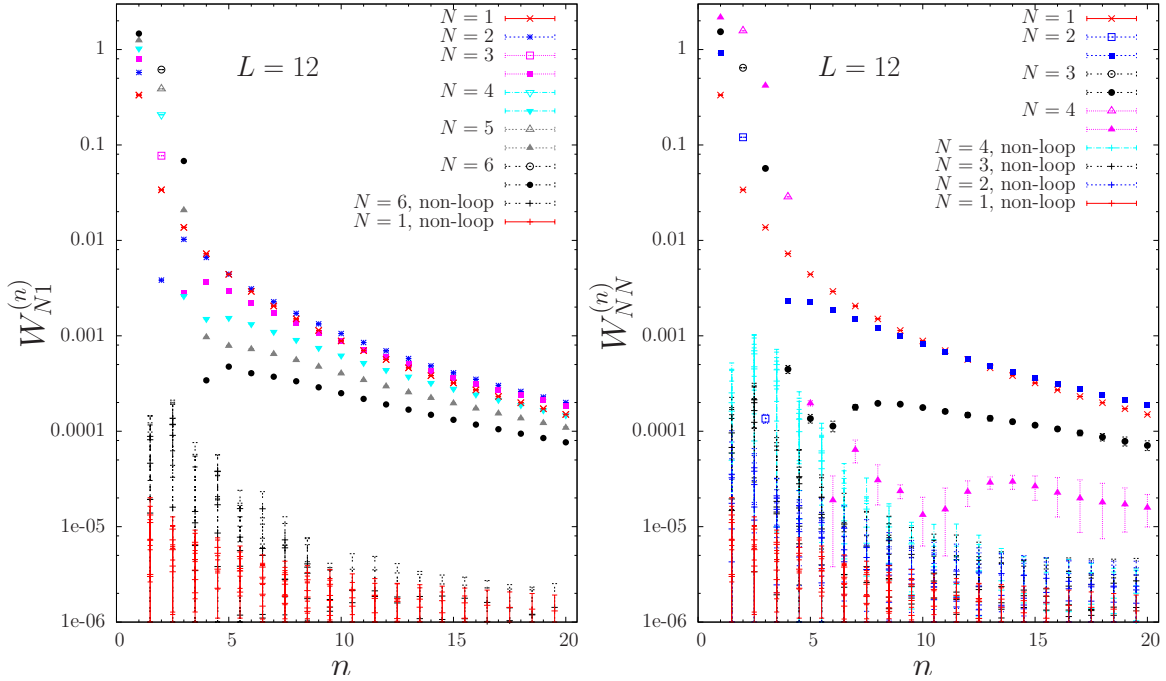 W_{N1}^{(n)}
L = 12
N = 1
N = 2
N = 3
N = 4
N = 5
N = 6
N = 6, non-loop
N = 1, non-loop
1
0.1
0.01
0.001
0.0001
1e-05
1e-06
0 5 10 15 20
n
W_{NN}^{(n)}
L = 12
N = 1
N = 2
N = 3
N = 4
N = 4, non-loop
N = 3, non-loop
N = 2, non-loop
N = 1, non-loop
1
0.1
0.01
0.001
0.0001
1e-05
1e-06
0 5 10 15 20
n